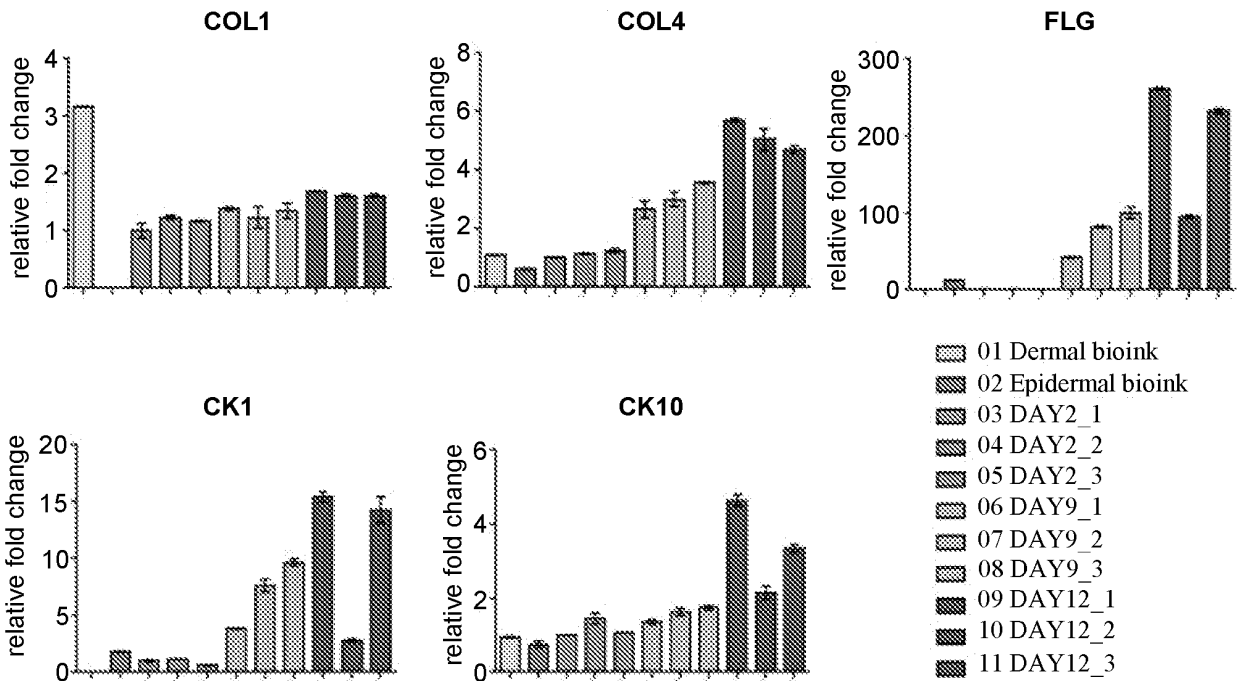 COL1
relative fold change
4
3
2
1
0
COL4
relative fold change
8
6
4
2
0
FLG
relative fold change
300
200
100
0
CK1
relative fold change
20
15
10
5
0
CK10
relative fold change
6
4
2
0
01 Dermal bioink
02 Epidermal bioink
03 DAY2_1
04 DAY2_2
05 DAY2_3
06 DAY9_1
07 DAY9_2
08 DAY9_3
09 DAY12_1
10 DAY12_2
11 DAY12_3